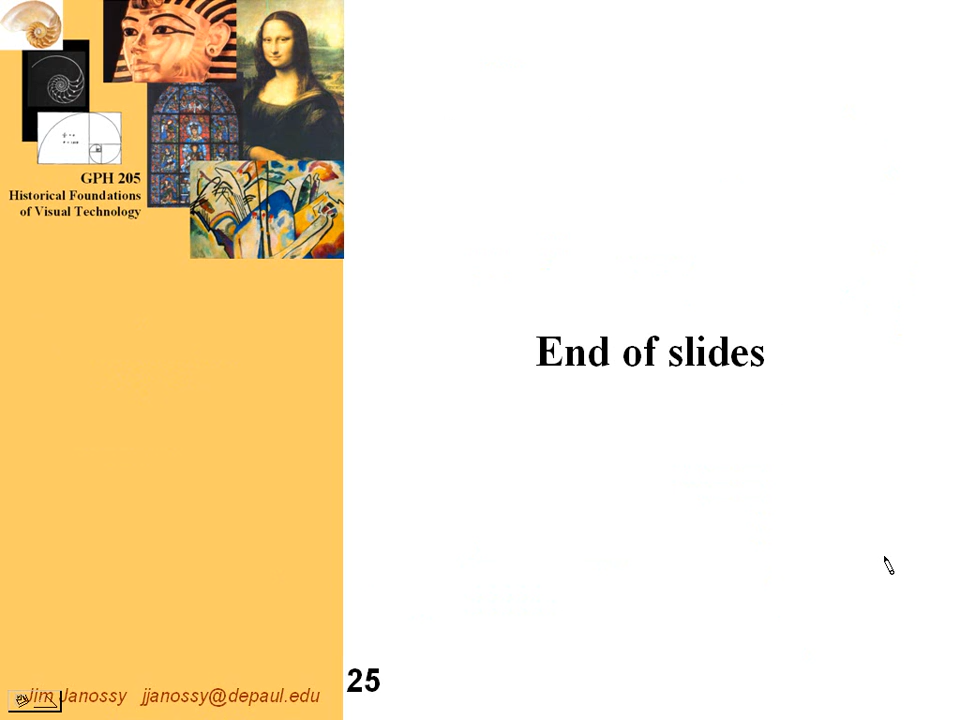 GPH 205
Historical Foundations
of Visual Technology
End of slides
25
Jim Janossy jjanossy@depaul.edu